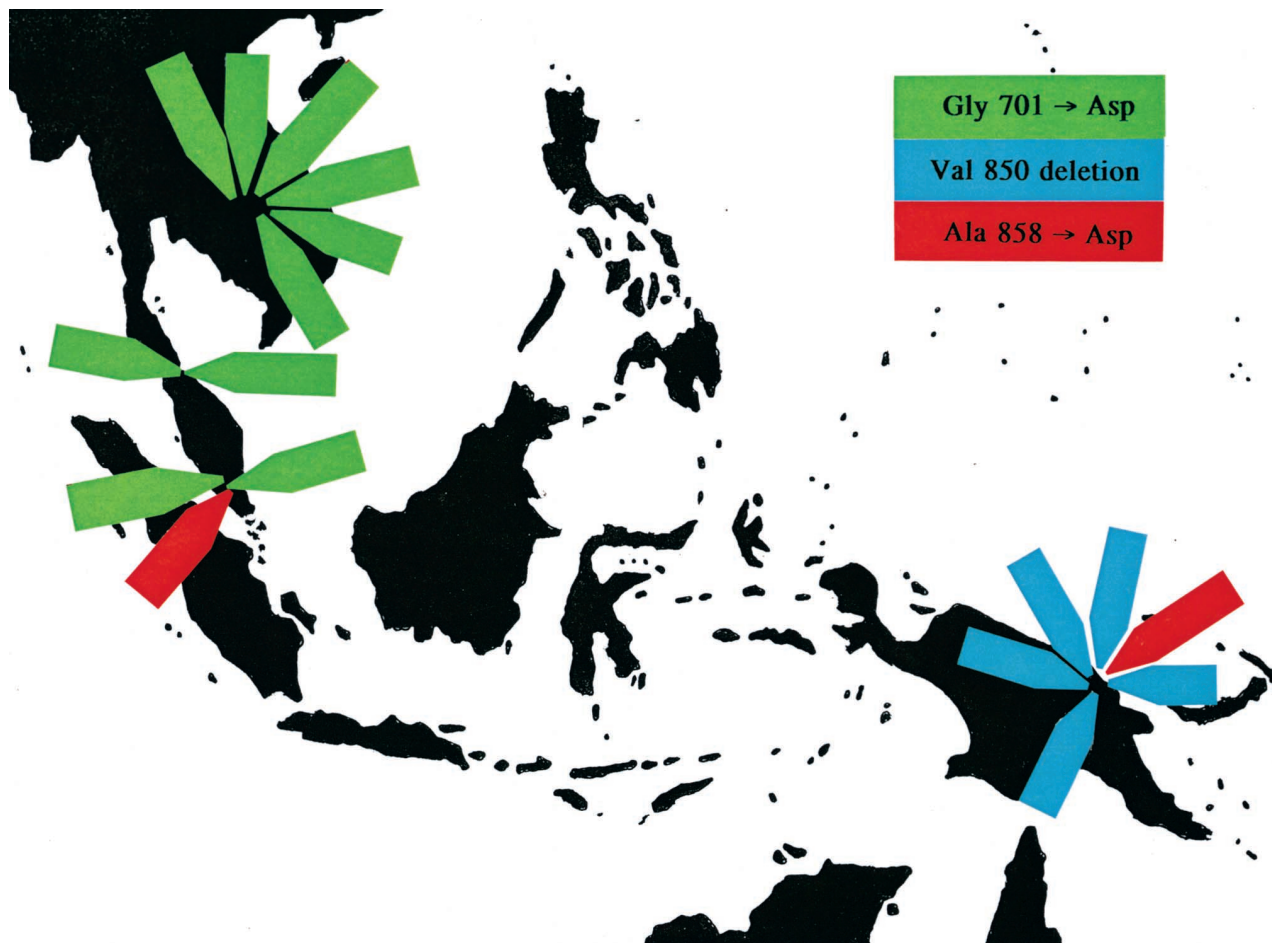 Gly 701 → Asp
Val 850 deletion
Ala 858 → Asp